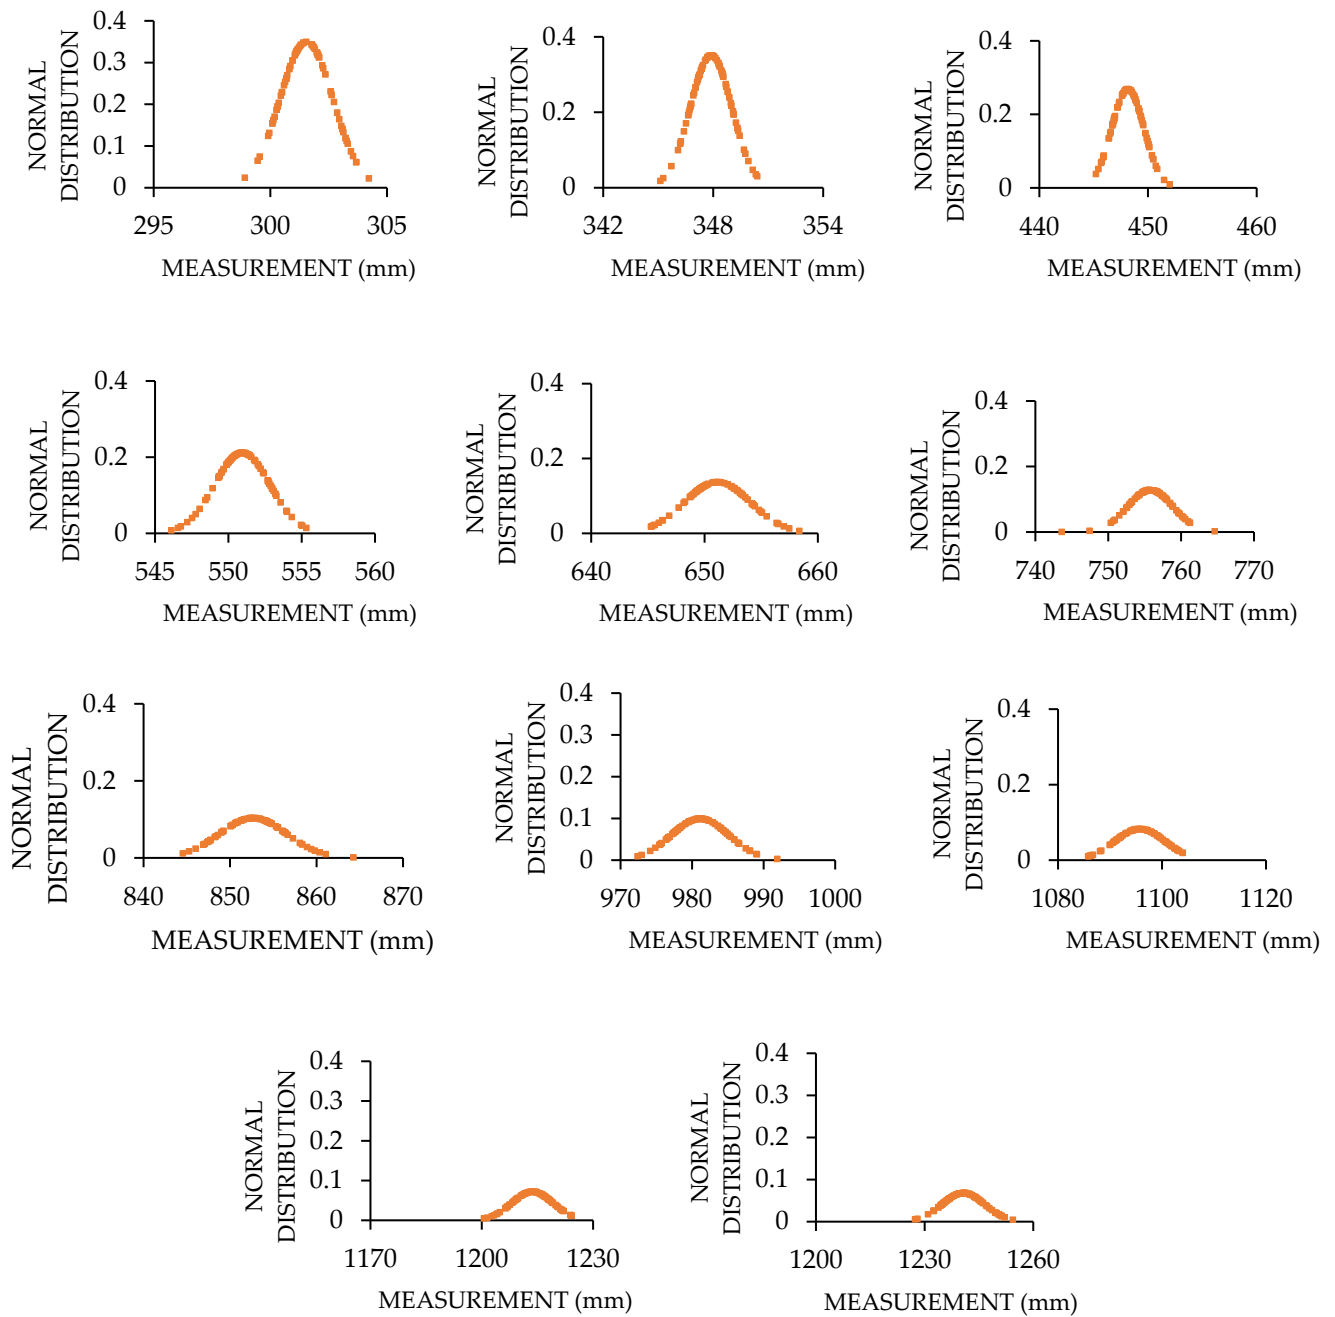 NORMAL
DISTRIBUTION
0.4
0.3
0.2
0.1
0
295 300 305
MEASUREMENT (mm)
NORMAL
DISTRIBUTION
0.4
0.2
0
342 348 354
MEASUREMENT (mm)
NORMAL
DISTRIBUTION
0.4
0.2
0
440 450 460
MEASUREMENT (mm)
NORMAL
DISTRIBUTION
0.4
0.2
0
545 550 555 560
MEASUREMENT (mm)
NORMAL
DISTRIBUTION
0.4
0.2
0
640 650 660
MEASUREMENT (mm)
NORMAL
DISTRIBUTION
0.4
0.2
0
740 750 760 770
MEASUREMENT (mm)
NORMAL
DISTRIBUTION
0.4
0.2
0
840 850 860 870
MEASUREMENT (mm)
NORMAL
DISTRIBUTION
0.4
0.3
0.2
0.1
0
970 980 990 1000
MEASUREMENT (mm)
NORMAL
DISTRIBUTION
0.4
0.2
0
1080 1100 1120
MEASUREMENT (mm)
NORMAL
DISTRIBUTION
0.4
0.3
0.2
0.1
0
1170 1200 1230
MEASUREMENT (mm)
NORMAL
DISTRIBUTION
0.4
0.3
0.2
0.1
0
1200 1230 1260
MEASUREMENT (mm)